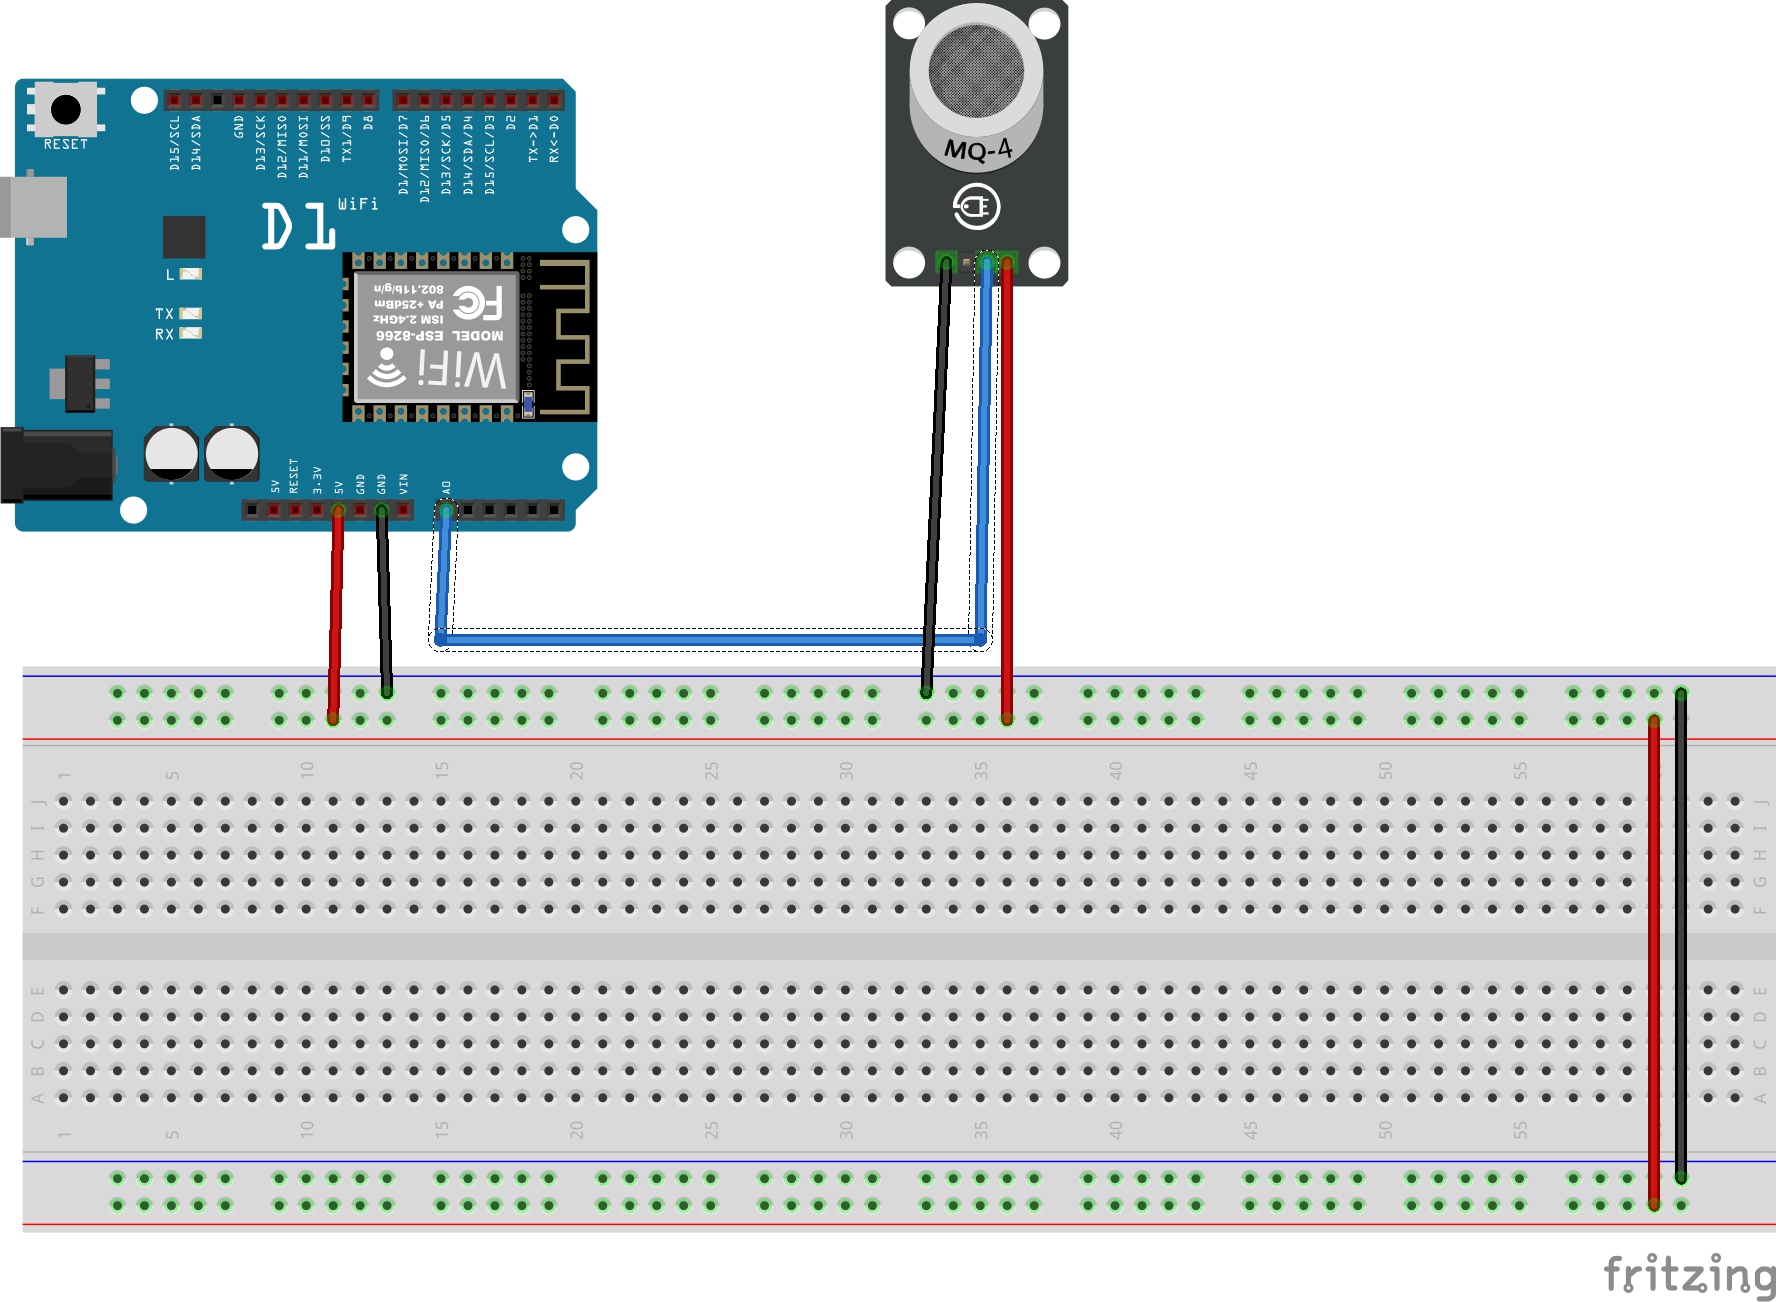 MQ-4
RESET
D15/SCL
D14/SDA
GND
D13/SCK
D12/MISO
D11/MOSI
D10/SS
TX1/D9
D8
D1/MOSI/D7
D12/MISO/D6
D13/SCK/D5
D14/SDA/D4
D15/SCL/D3
D2
TX->D1
RX<-D0
D1 WiFi
L
TX
RX
WiFi
MODEL ESP-8266
ISM 2.4GHz
PA +25dBm
802.11b/g/n
FC
5V
RESET
3.3V
5V
GND
GND
VIN
A0
1 5 10 15 20 25 30 35 40 45 50 55
J J
I I
H H
G G
F F
E E
D D
C C
B B
A A
1 5 10 15 20 25 30 35 40 45 50 55
fritzing